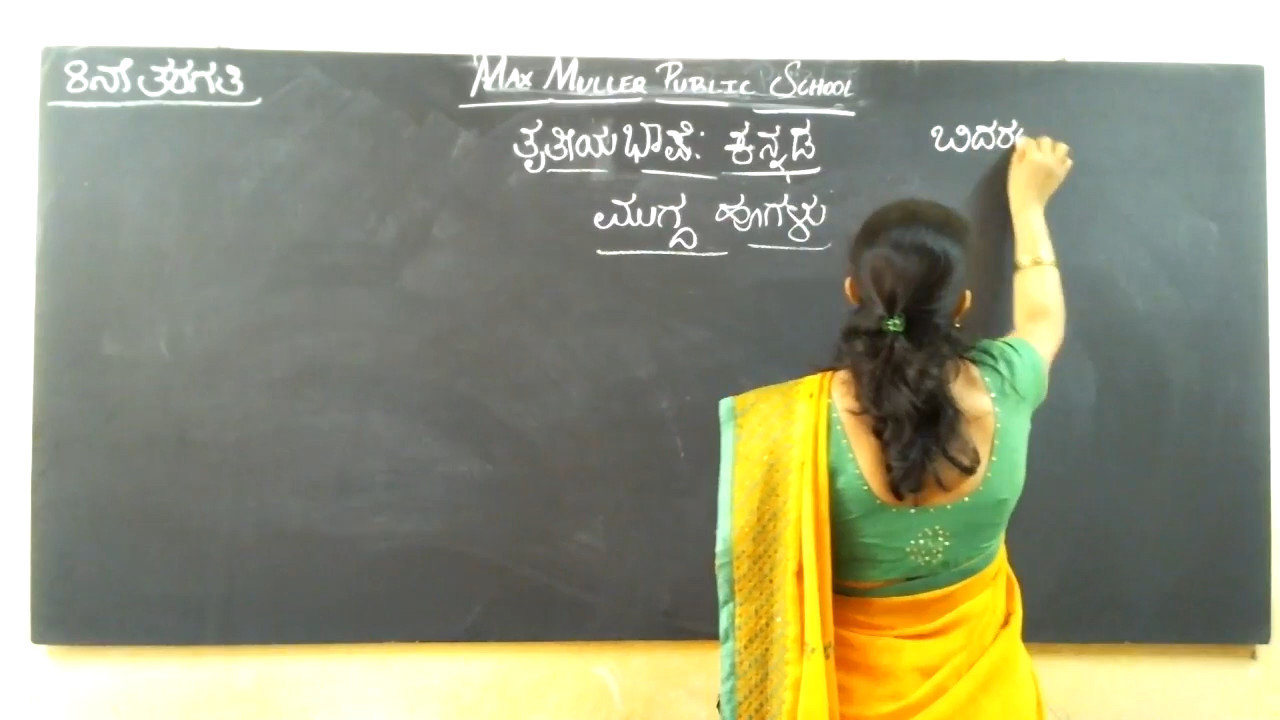 8ನೇ ತರಗತಿ
MAX MULLER PUBLIC SCHOOL
ತೃತೀಯ ಭಾಷೆ: ಕನ್ನಡ
ಬಿದರ
ಮುಗ್ದ ಹೂಗಳು